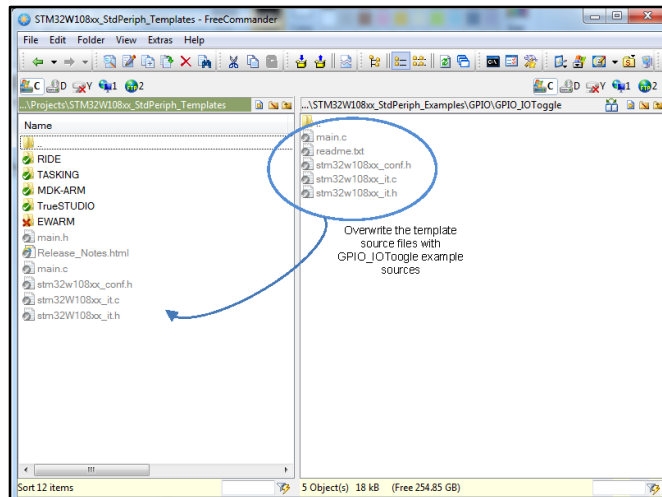 STM32W108xx_StdPeriph_Templates - FreeCommander
File Edit Folder View Extras Help
C D Y 1 2
C D Y 1 2
...\Projects\STM32W108xx_StdPeriph_Templates
...\STM32W108xx_StdPeriph_Examples\GPIO\GPIO_IOToggle
Name
..
RIDE
TASKING
MDK-ARM
TrueSTUDIO
EWARM
main.h
Release_Notes.html
main.c
stm32w108xx_conf.h
stm32W108xx_it.c
stm32W108xx_it.h
..
main.c
readme.txt
stm32w108xx_conf.h
stm32w108xx_it.c
stm32w108xx_it.h
Overwrite the template
source files with
GPIO_IOToogle example
sources
Sort 12 items
5 Object(s) 18 kB (Free 254.85 GB)